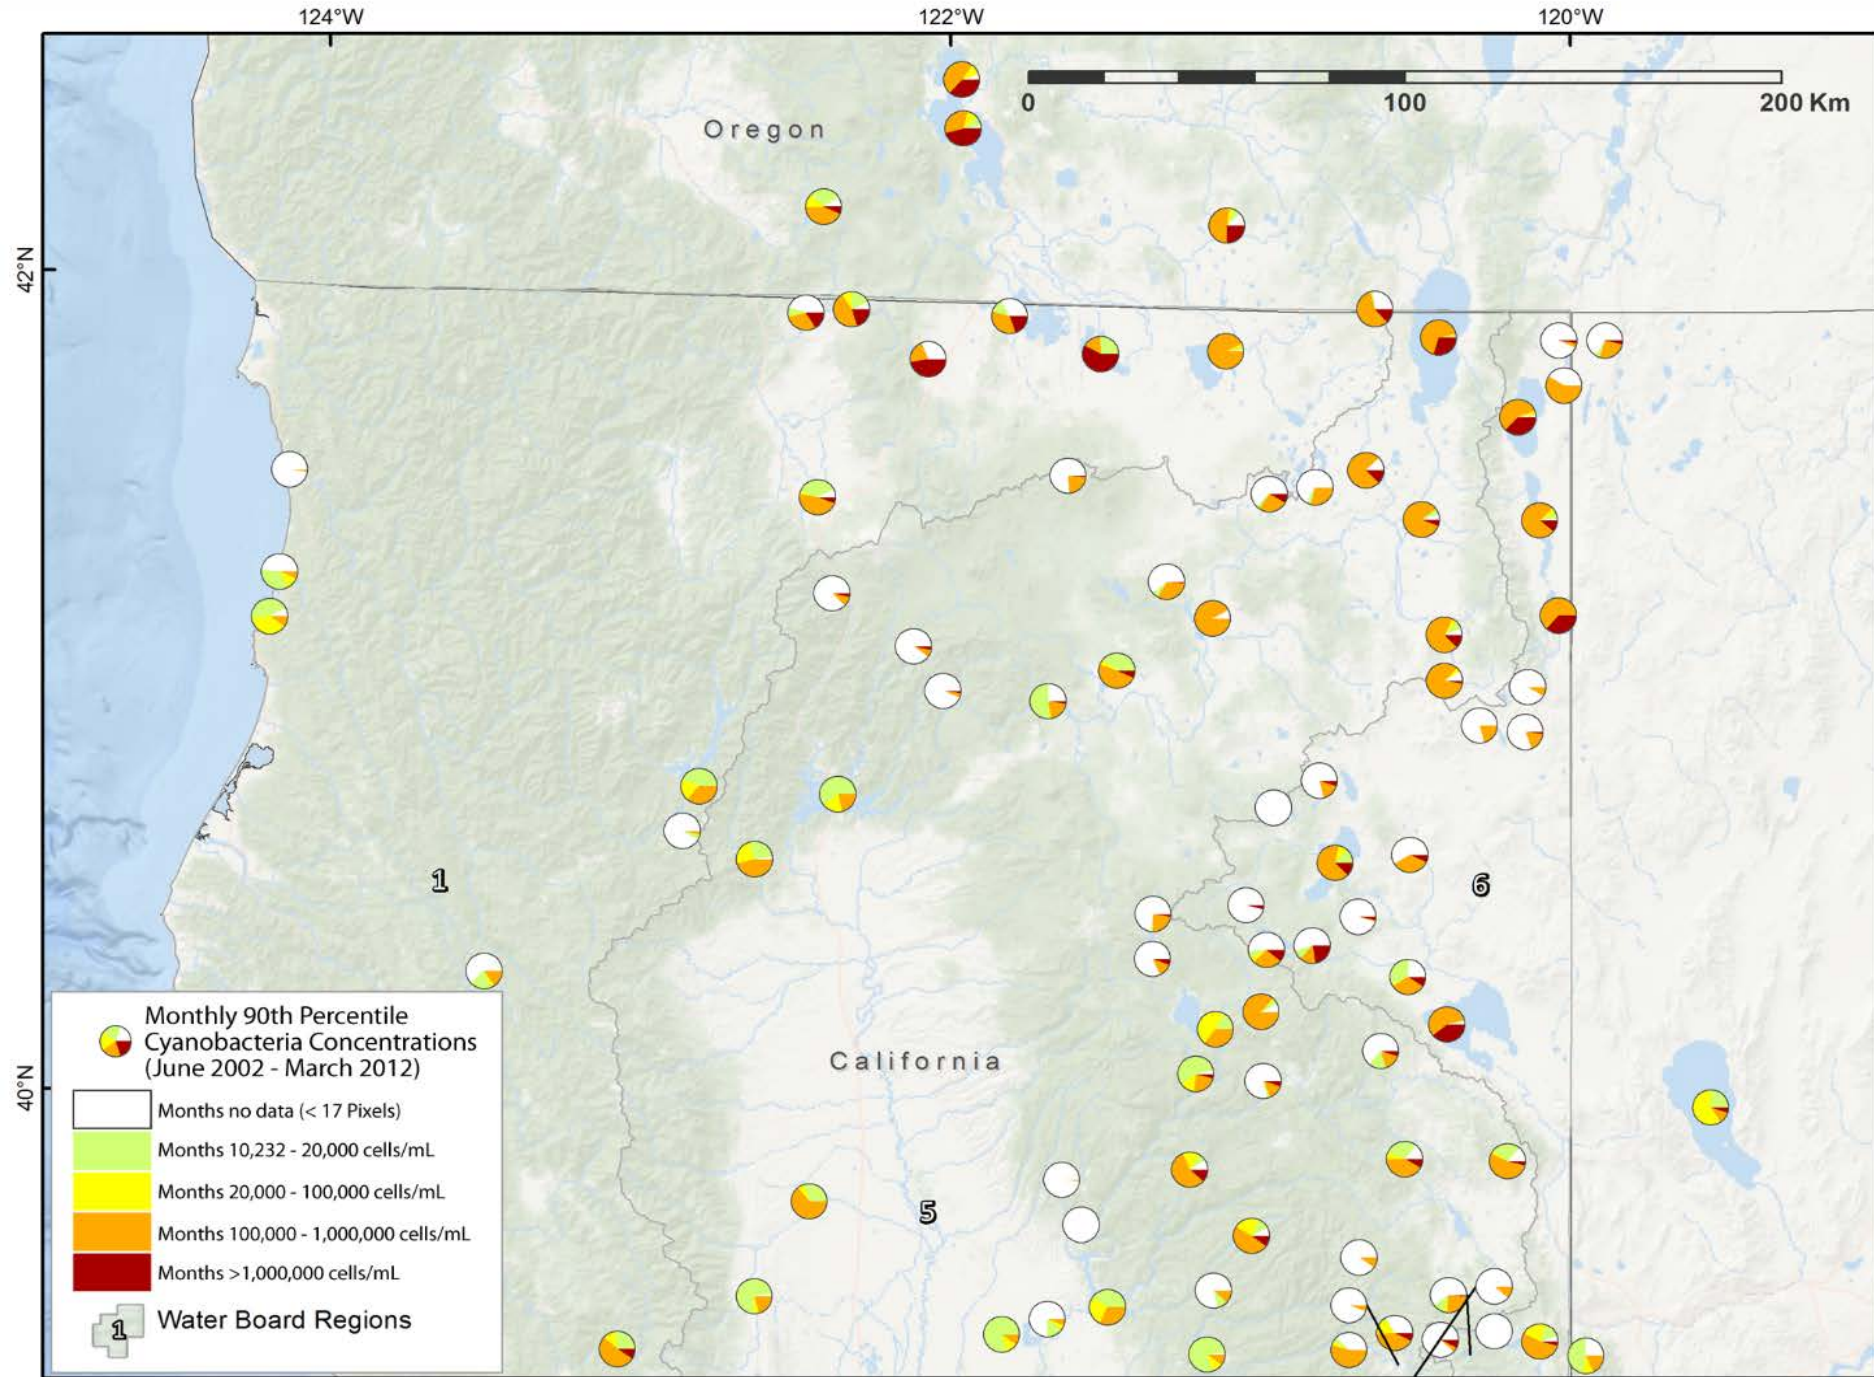 124°W
122°W
120°W
0
100
200 Km
Oregon
42°N
1
6
California
40°N
5
Monthly 90th Percentile
Cyanobacteria Concentrations
(June 2002 - March 2012)
Months no data (< 17 Pixels)
Months 10,232 - 20,000 cells/mL
Months 20,000 - 100,000 cells/mL
Months 100,000 - 1,000,000 cells/mL
Months >1,000,000 cells/mL
1
Water Board Regions